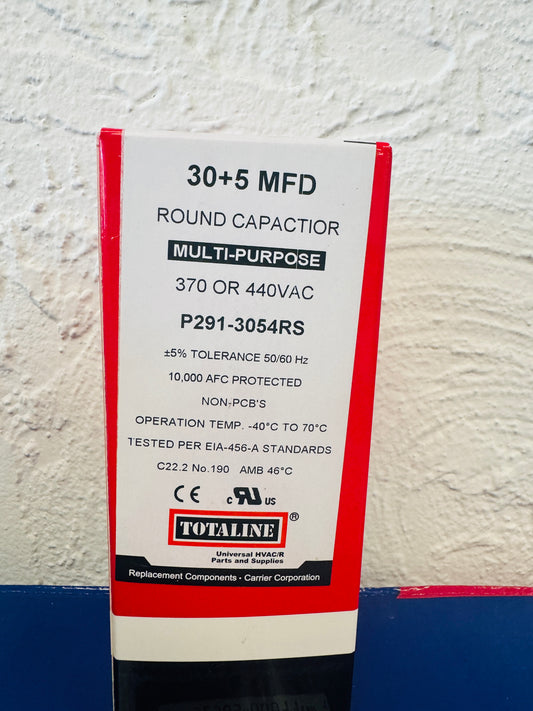 30+5 MFD
ROUND CAPACTIOR
MULTI-PURPOSE
370 OR 440VAC
P291-3054RS
±5% TOLERANCE 50/60 Hz
10,000 AFC PROTECTED
NON-PCB'S
OPERATION TEMP. -40°C TO 70°C
TESTED PER EIA-456-A STANDARDS
C22.2 No.190 AMB 46°C
CE c RU US
TOTALINE ®
Universal HVAC/R
Parts and Supplies
Replacement Components • Carrier Corporation